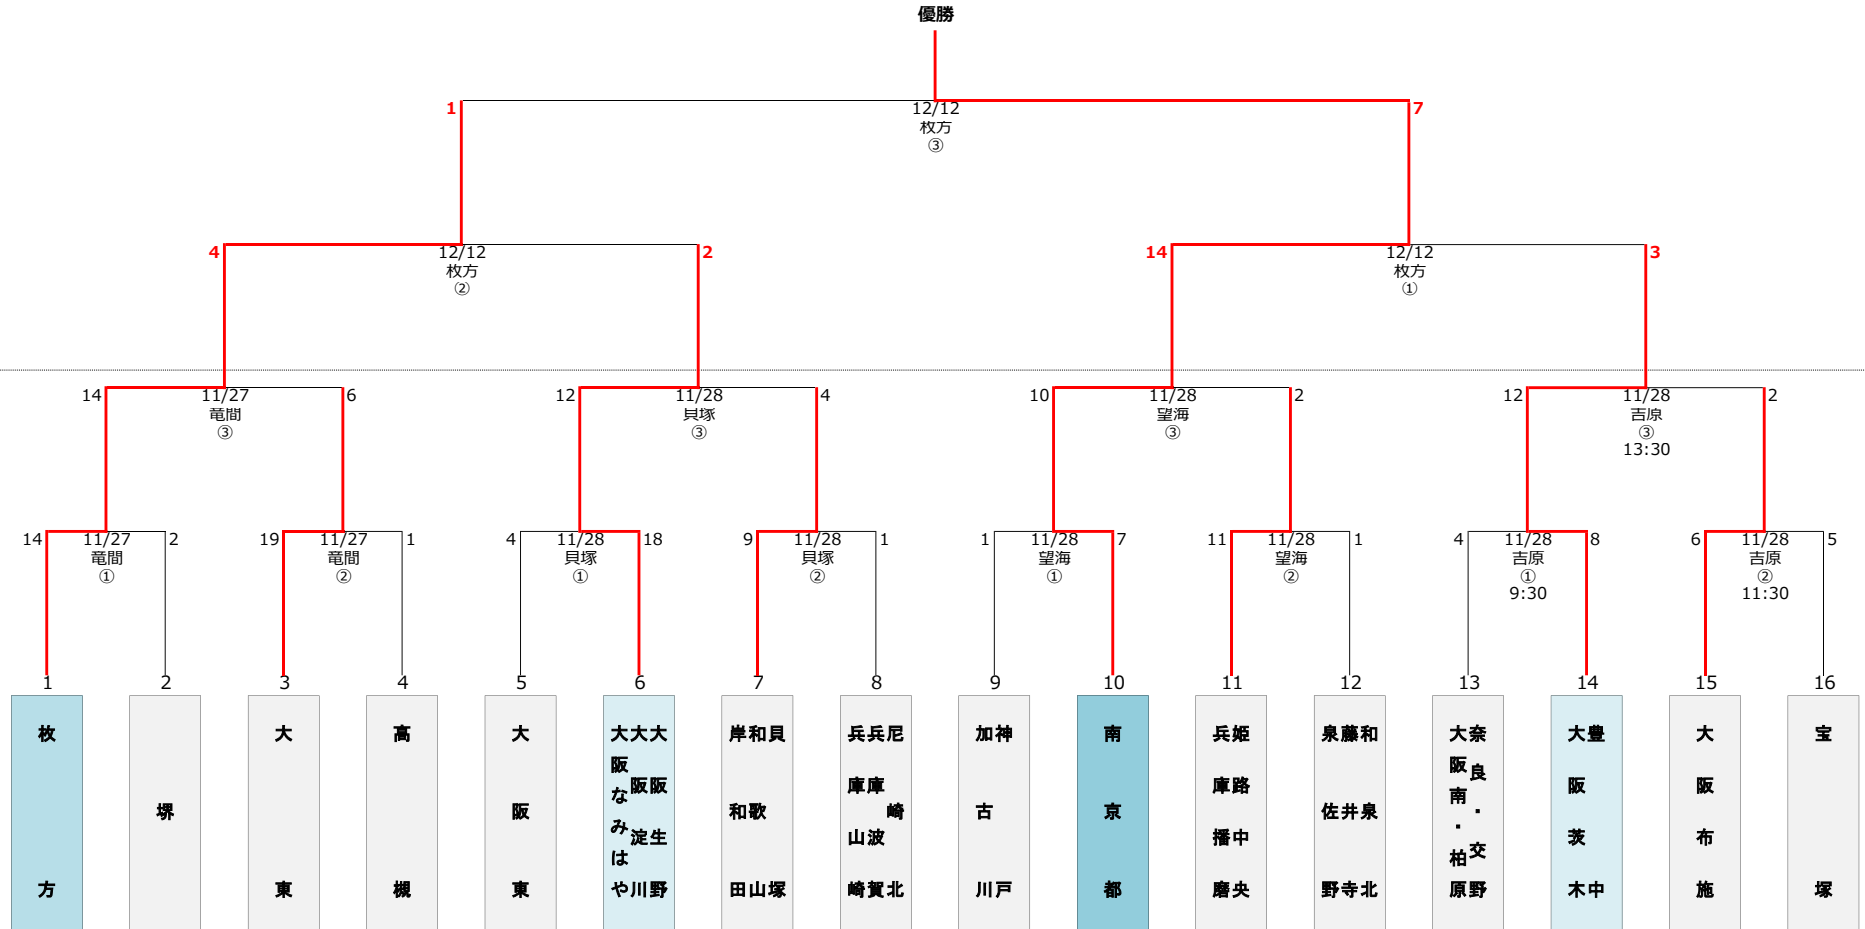 優勝
1
12/12
7
枚方
③
4
12/12
2
14
12/12
3
枚方
枚方
②
①
14
11/27
6
12
11/28
4
10
11/28
2
12
11/28
2
竜間
貝塚
望海
吉原
③
③
③
③
13:30
14
11/27
2
19
11/27
1
4
11/28
18
9
11/28
1
1
11/28
7
11
11/28
1
4
11/28
8
6
11/28
5
竜間
竜間
貝塚
貝塚
望海
望海
吉原
吉原
①
②
①
②
①
②
①
②
9:30
11:30
1
2
3
4
5
6
7
8
9
10
11
12
13
14
15
16
枚方
堺
大東
高槻
大阪東
大阪なみはや
大阪淀川
大阪生野
岸和田
和歌山
貝塚
兵庫山崎
兵庫波賀
尼崎北
加古川
神戸
南京都
兵庫播磨
姫路中央
泉佐野
藤井寺
和泉北
大阪南・柏原
奈良・交野
大阪茨木
豊中
大阪布施
宝塚